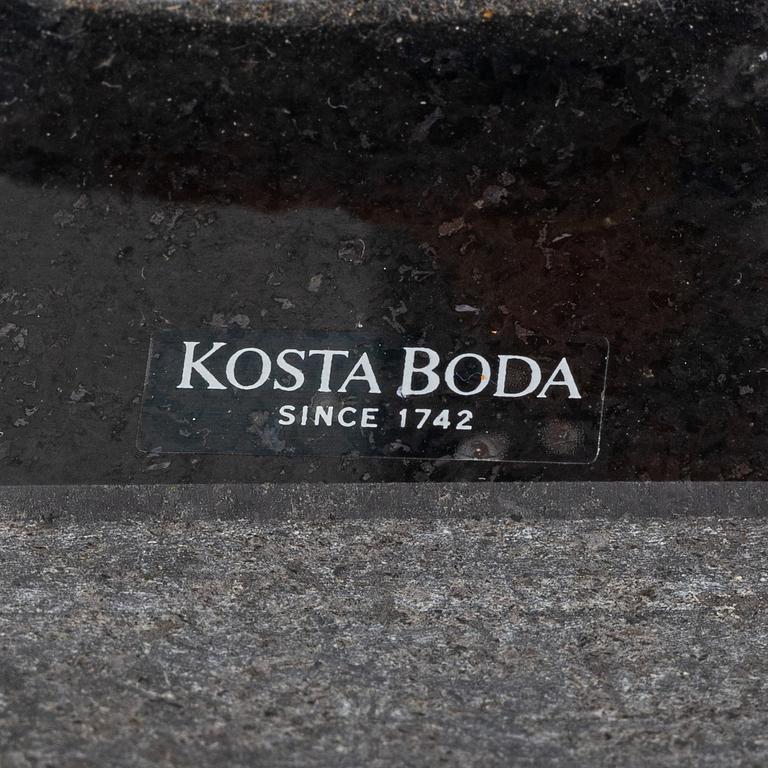 KOSTA BODA
SINCE 1742